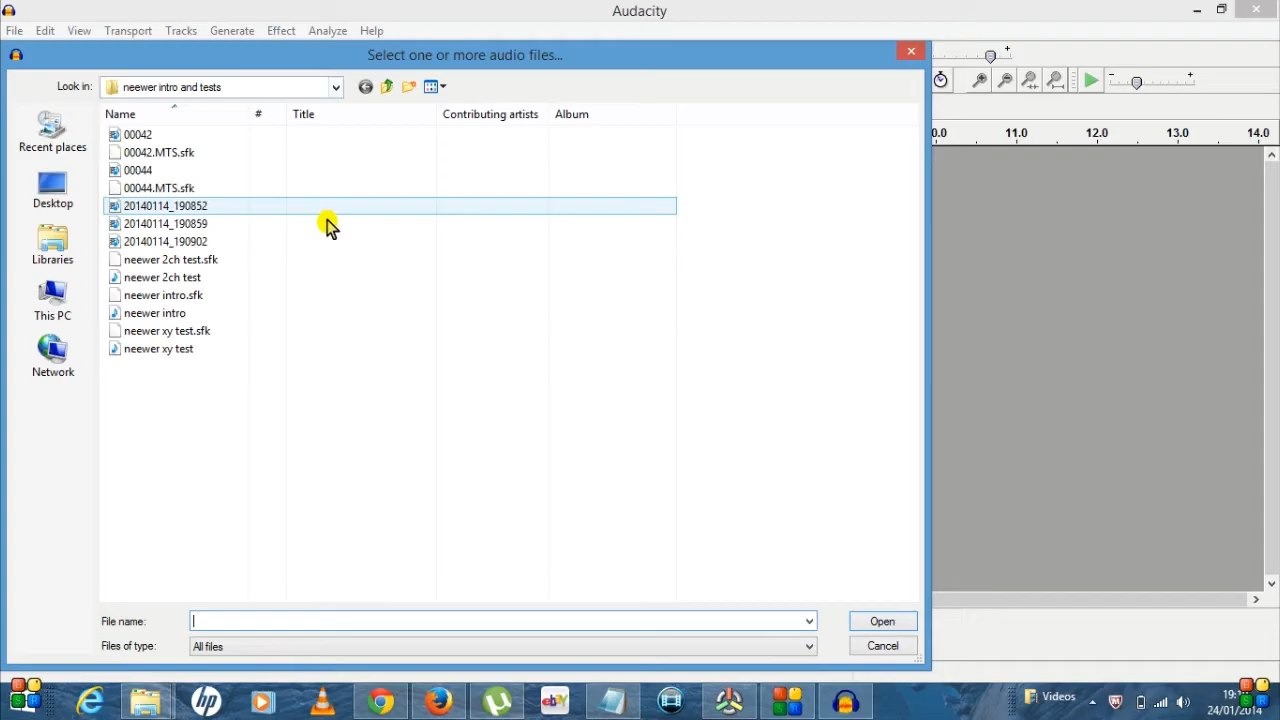 Audacity
File Edit View Transport Tracks Generate Effect Analyze Help
Select one or more audio files...
Look in: neewer intro and tests
Name # Title Contributing artists Album
00042
00042.MTS.sfk
00044
00044.MTS.sfk
20140114_190852
20140114_190859
20140114_190902
neewer 2ch test.sfk
neewer 2ch test
neewer intro.sfk
neewer intro
neewer xy test.sfk
neewer xy test
Recent places
Desktop
Libraries
This PC
Network
File name: Open
Files of type: All files Cancel
0.0 11.0 12.0 13.0 14.0
hp
ebY
Videos
24/01/2014